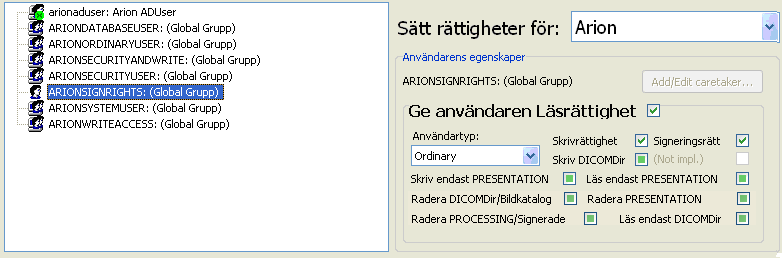 arionaduser: Arion ADUser
ARIONDATABASEUSER: (Global Grupp)
ARIONORDINARYUSER: (Global Grupp)
ARIONSECURITYANDWRITE: (Global Grupp)
ARIONSECURITYUSER: (Global Grupp)
ARIONSIGNRIGHTS: (Global Grupp)
ARIONSYSTEMUSER: (Global Grupp)
ARIONWRITEACCESS: (Global Grupp)
Sätt rättigheter för: Arion
Användarens egenskaper
ARIONSIGNRIGHTS: (Global Grupp) Add/Edit caretaker...
Ge användaren Läsrättighet
Användartyp: Skrivrättighet Signeringsrätt
Ordinary Skriv DICOMDir (Not impl.)
Skriv endast PRESENTATION Läs endast PRESENTATION
Radera DICOMDir/Bildkatalog Radera PRESENTATION
Radera PROCESSING/Signerade Läs endast DICOMDir